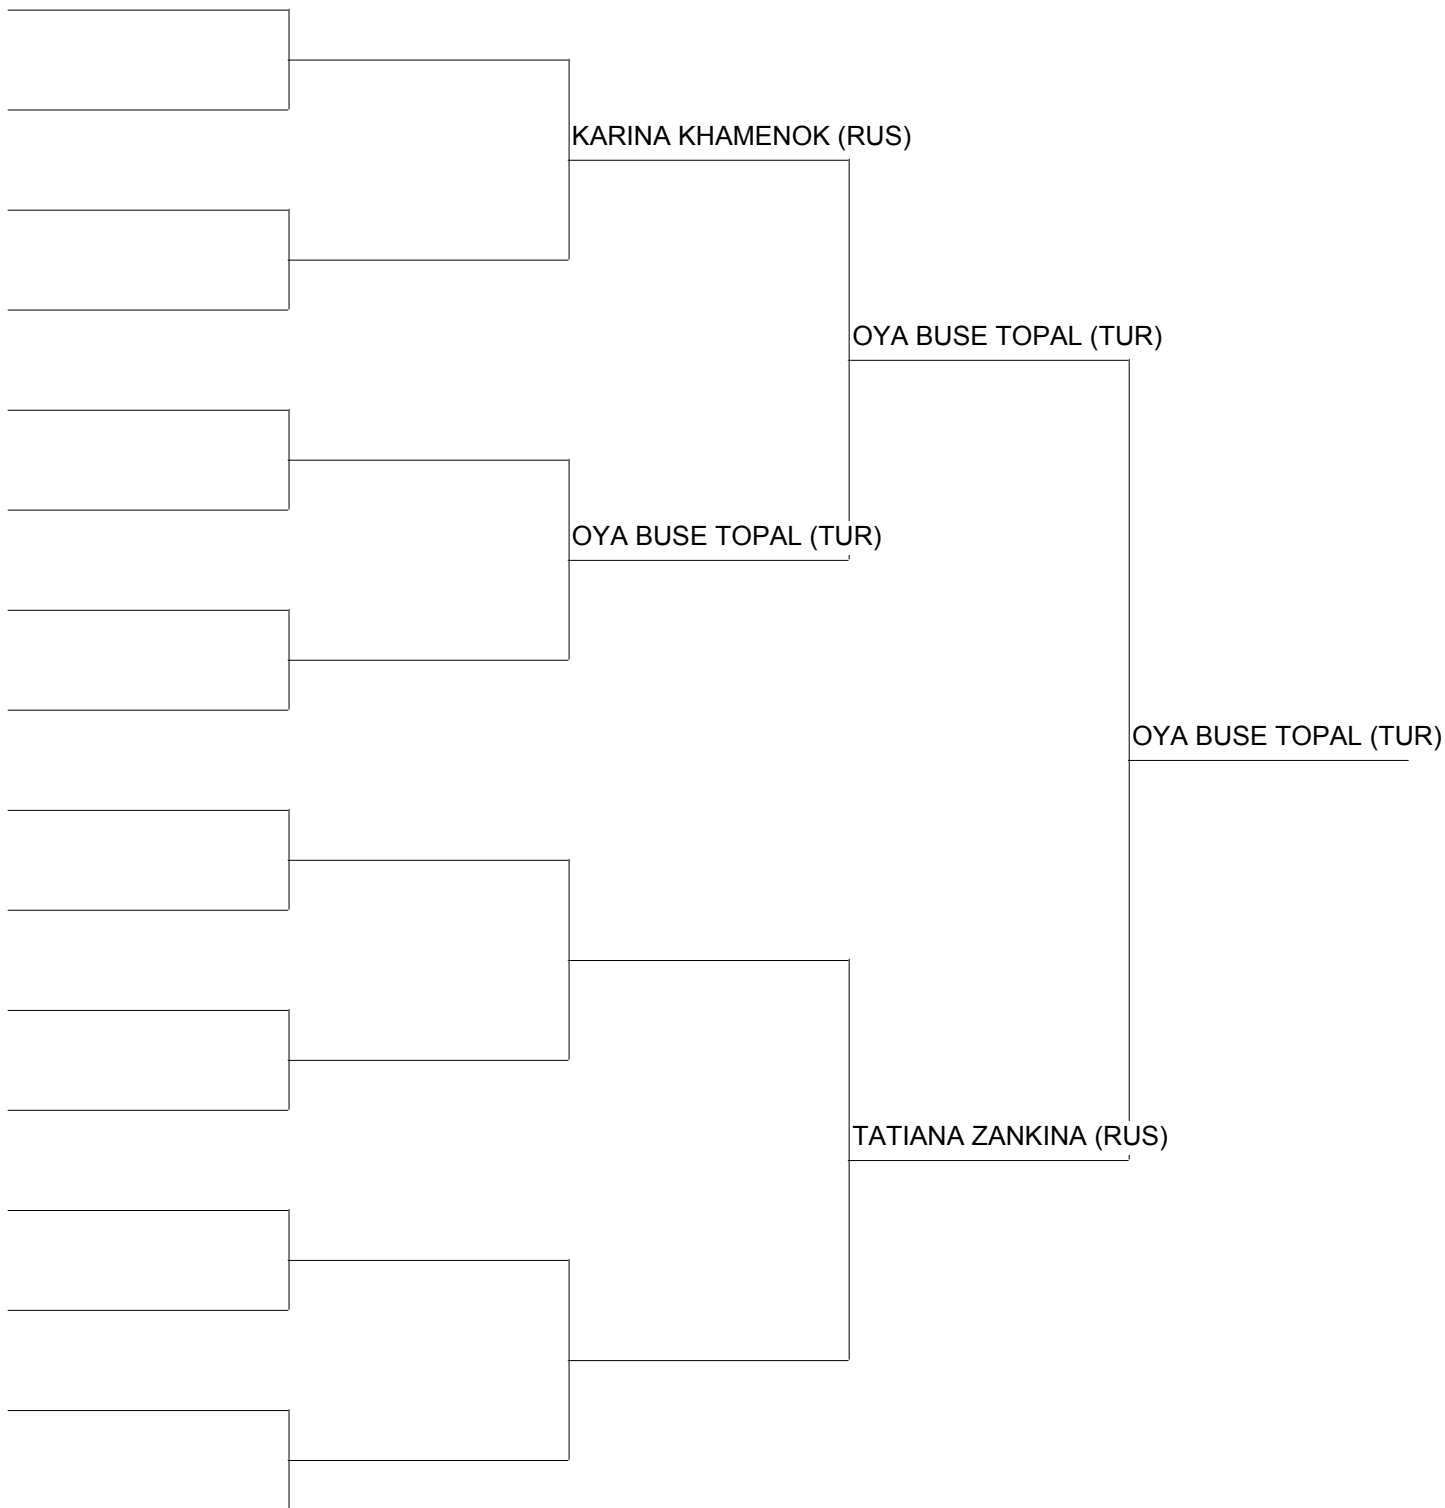 KARINA KHAMENOK (RUS)
OYA BUSE TOPAL (TUR)
OYA BUSE TOPAL (TUR)
OYA BUSE TOPAL (TUR)
TATIANA ZANKINA (RUS)